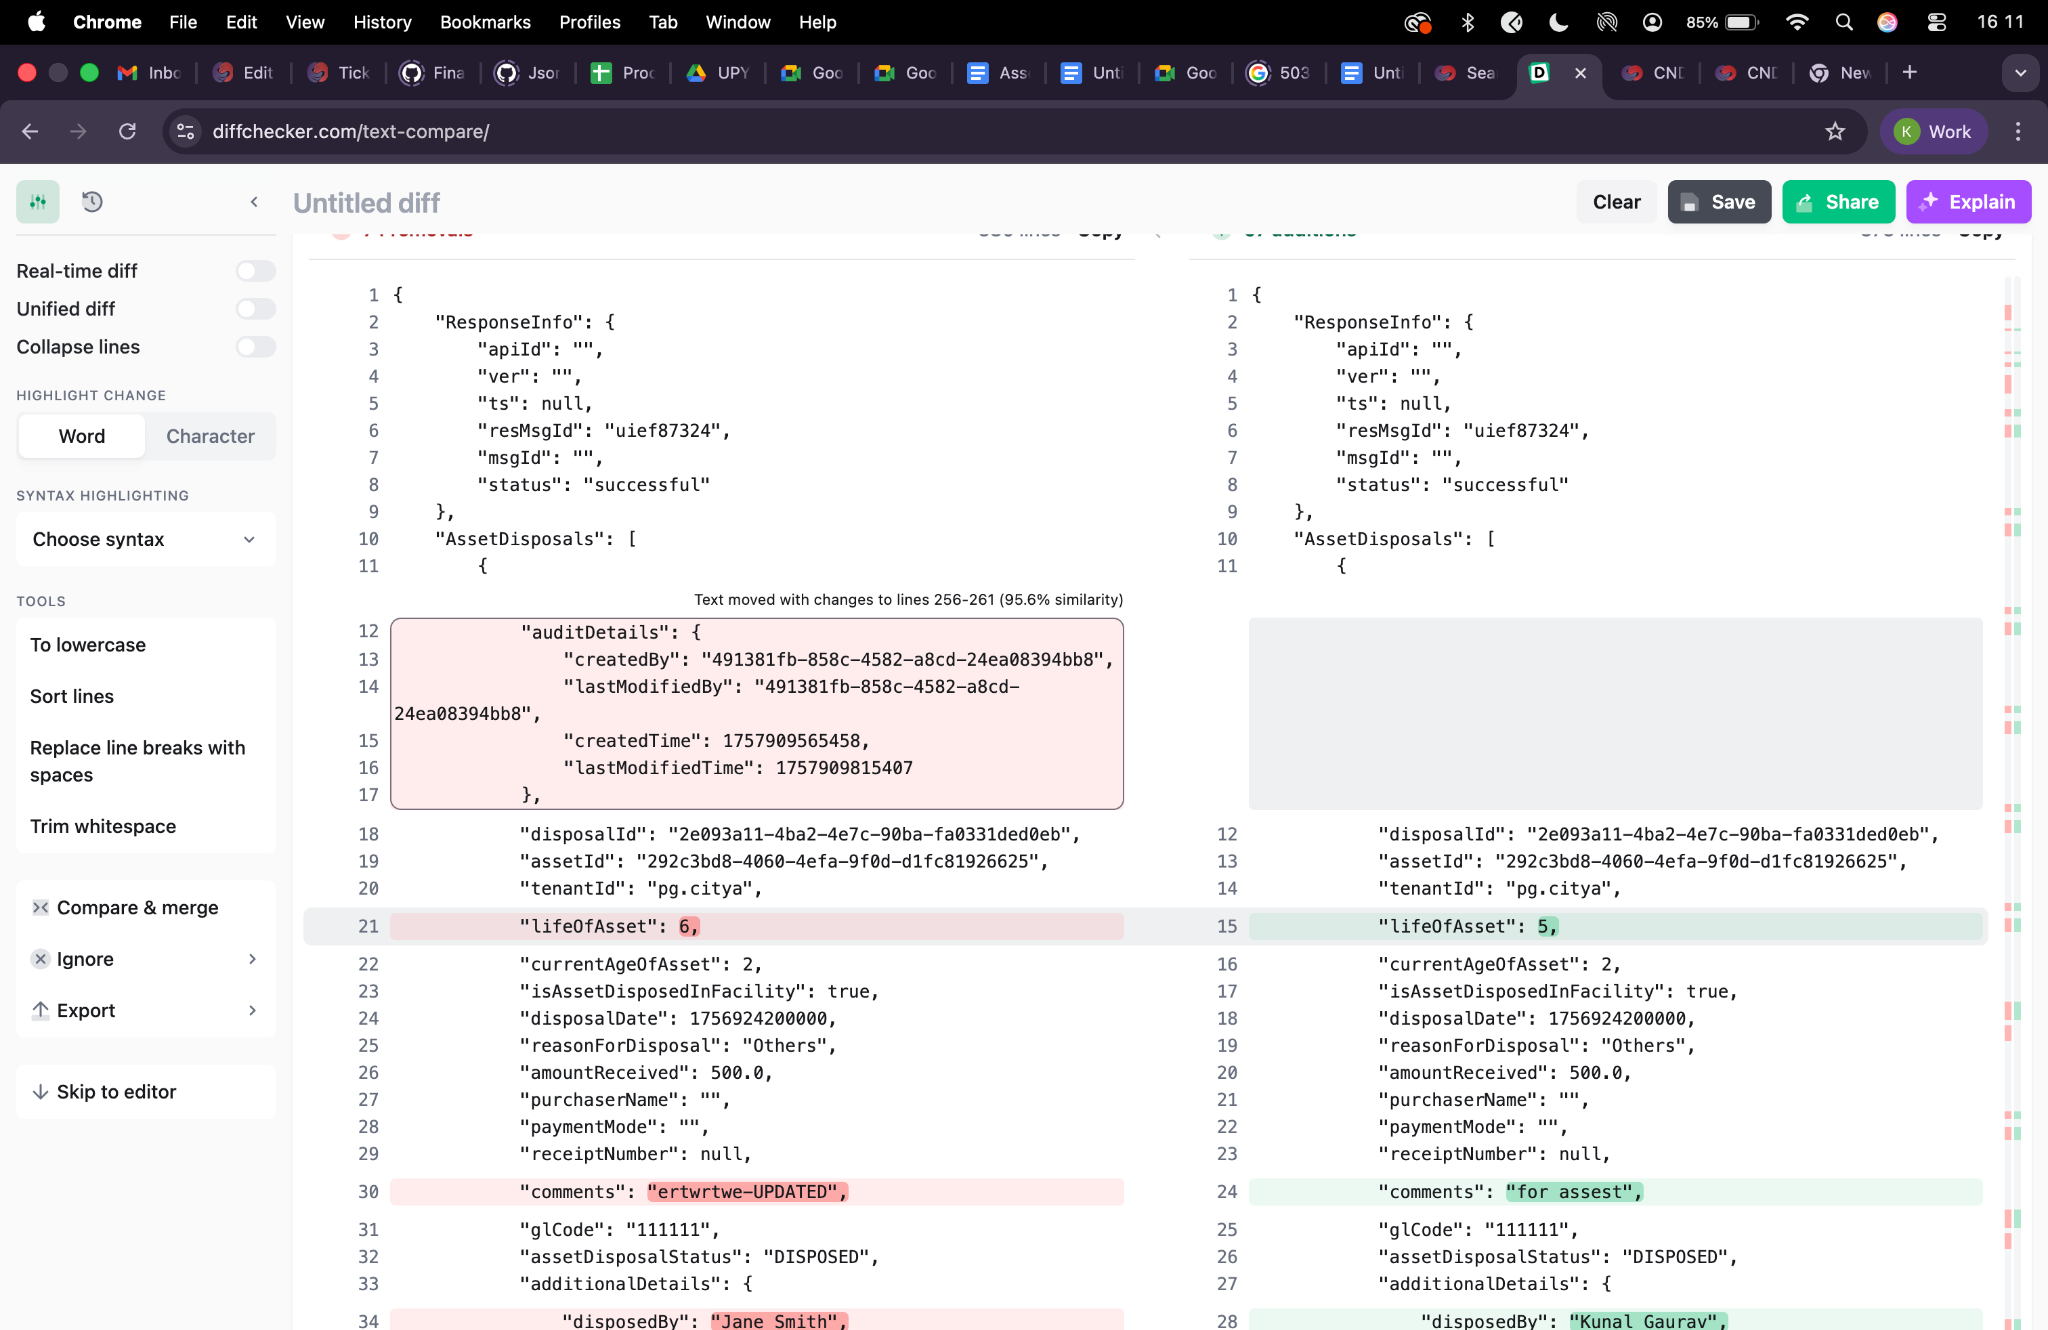 Chrome File Edit View History Bookmarks Profiles Tab Window Help 85% 16 11
Inbo Edit Tick Fina Jsor Proc UPY Goo Goo Ass Unti Goo 503 Unti Sea CND CND New
diffchecker.com/text-compare/ K Work
Untitled diff Clear Save Share Explain
Real-time diff
Unified diff
Collapse lines
HIGHLIGHT CHANGE
Word Character
SYNTAX HIGHLIGHTING
Choose syntax
TOOLS
To lowercase
Sort lines
Replace line breaks with
spaces
Trim whitespace
Compare & merge
Ignore
Export
Skip to editor
1 {
2 "ResponseInfo": {
3 "apiId": "",
4 "ver": "",
5 "ts": null,
6 "resMsgId": "uief87324",
7 "msgId": "",
8 "status": "successful"
9 },
10 "AssetDisposals": [
11 {
Text moved with changes to lines 256-261 (95.6% similarity)
12 "auditDetails": {
13 "createdBy": "491381fb-858c-4582-a8cd-24ea08394bb8",
14 "lastModifiedBy": "491381fb-858c-4582-a8cd-
24ea08394bb8",
15 "createdTime": 1757909565458,
16 "lastModifiedTime": 1757909815407
17 },
18 "disposalId": "2e093a11-4ba2-4e7c-90ba-fa0331ded0eb",
19 "assetId": "292c3bd8-4060-4efa-9f0d-d1fc81926625",
20 "tenantId": "pg.citya",
21 "lifeOfAsset": 6,
22 "currentAgeOfAsset": 2,
23 "isAssetDisposedInFacility": true,
24 "disposalDate": 1756924200000,
25 "reasonForDisposal": "Others",
26 "amountReceived": 500.0,
27 "purchaserName": "",
28 "paymentMode": "",
29 "receiptNumber": null,
30 "comments": "ertwrtwe-UPDATED",
31 "glCode": "111111",
32 "assetDisposalStatus": "DISPOSED",
33 "additionalDetails": {
34 "disposedBy": "Jane Smith",
1 {
2 "ResponseInfo": {
3 "apiId": "",
4 "ver": "",
5 "ts": null,
6 "resMsgId": "uief87324",
7 "msgId": "",
8 "status": "successful"
9 },
10 "AssetDisposals": [
11 {
12 "disposalId": "2e093a11-4ba2-4e7c-90ba-fa0331ded0eb",
13 "assetId": "292c3bd8-4060-4efa-9f0d-d1fc81926625",
14 "tenantId": "pg.citya",
15 "lifeOfAsset": 5,
16 "currentAgeOfAsset": 2,
17 "isAssetDisposedInFacility": true,
18 "disposalDate": 1756924200000,
19 "reasonForDisposal": "Others",
20 "amountReceived": 500.0,
21 "purchaserName": "",
22 "paymentMode": "",
23 "receiptNumber": null,
24 "comments": "for assest",
25 "glCode": "111111",
26 "assetDisposalStatus": "DISPOSED",
27 "additionalDetails": {
28 "disposedBy": "Kunal Gaurav",